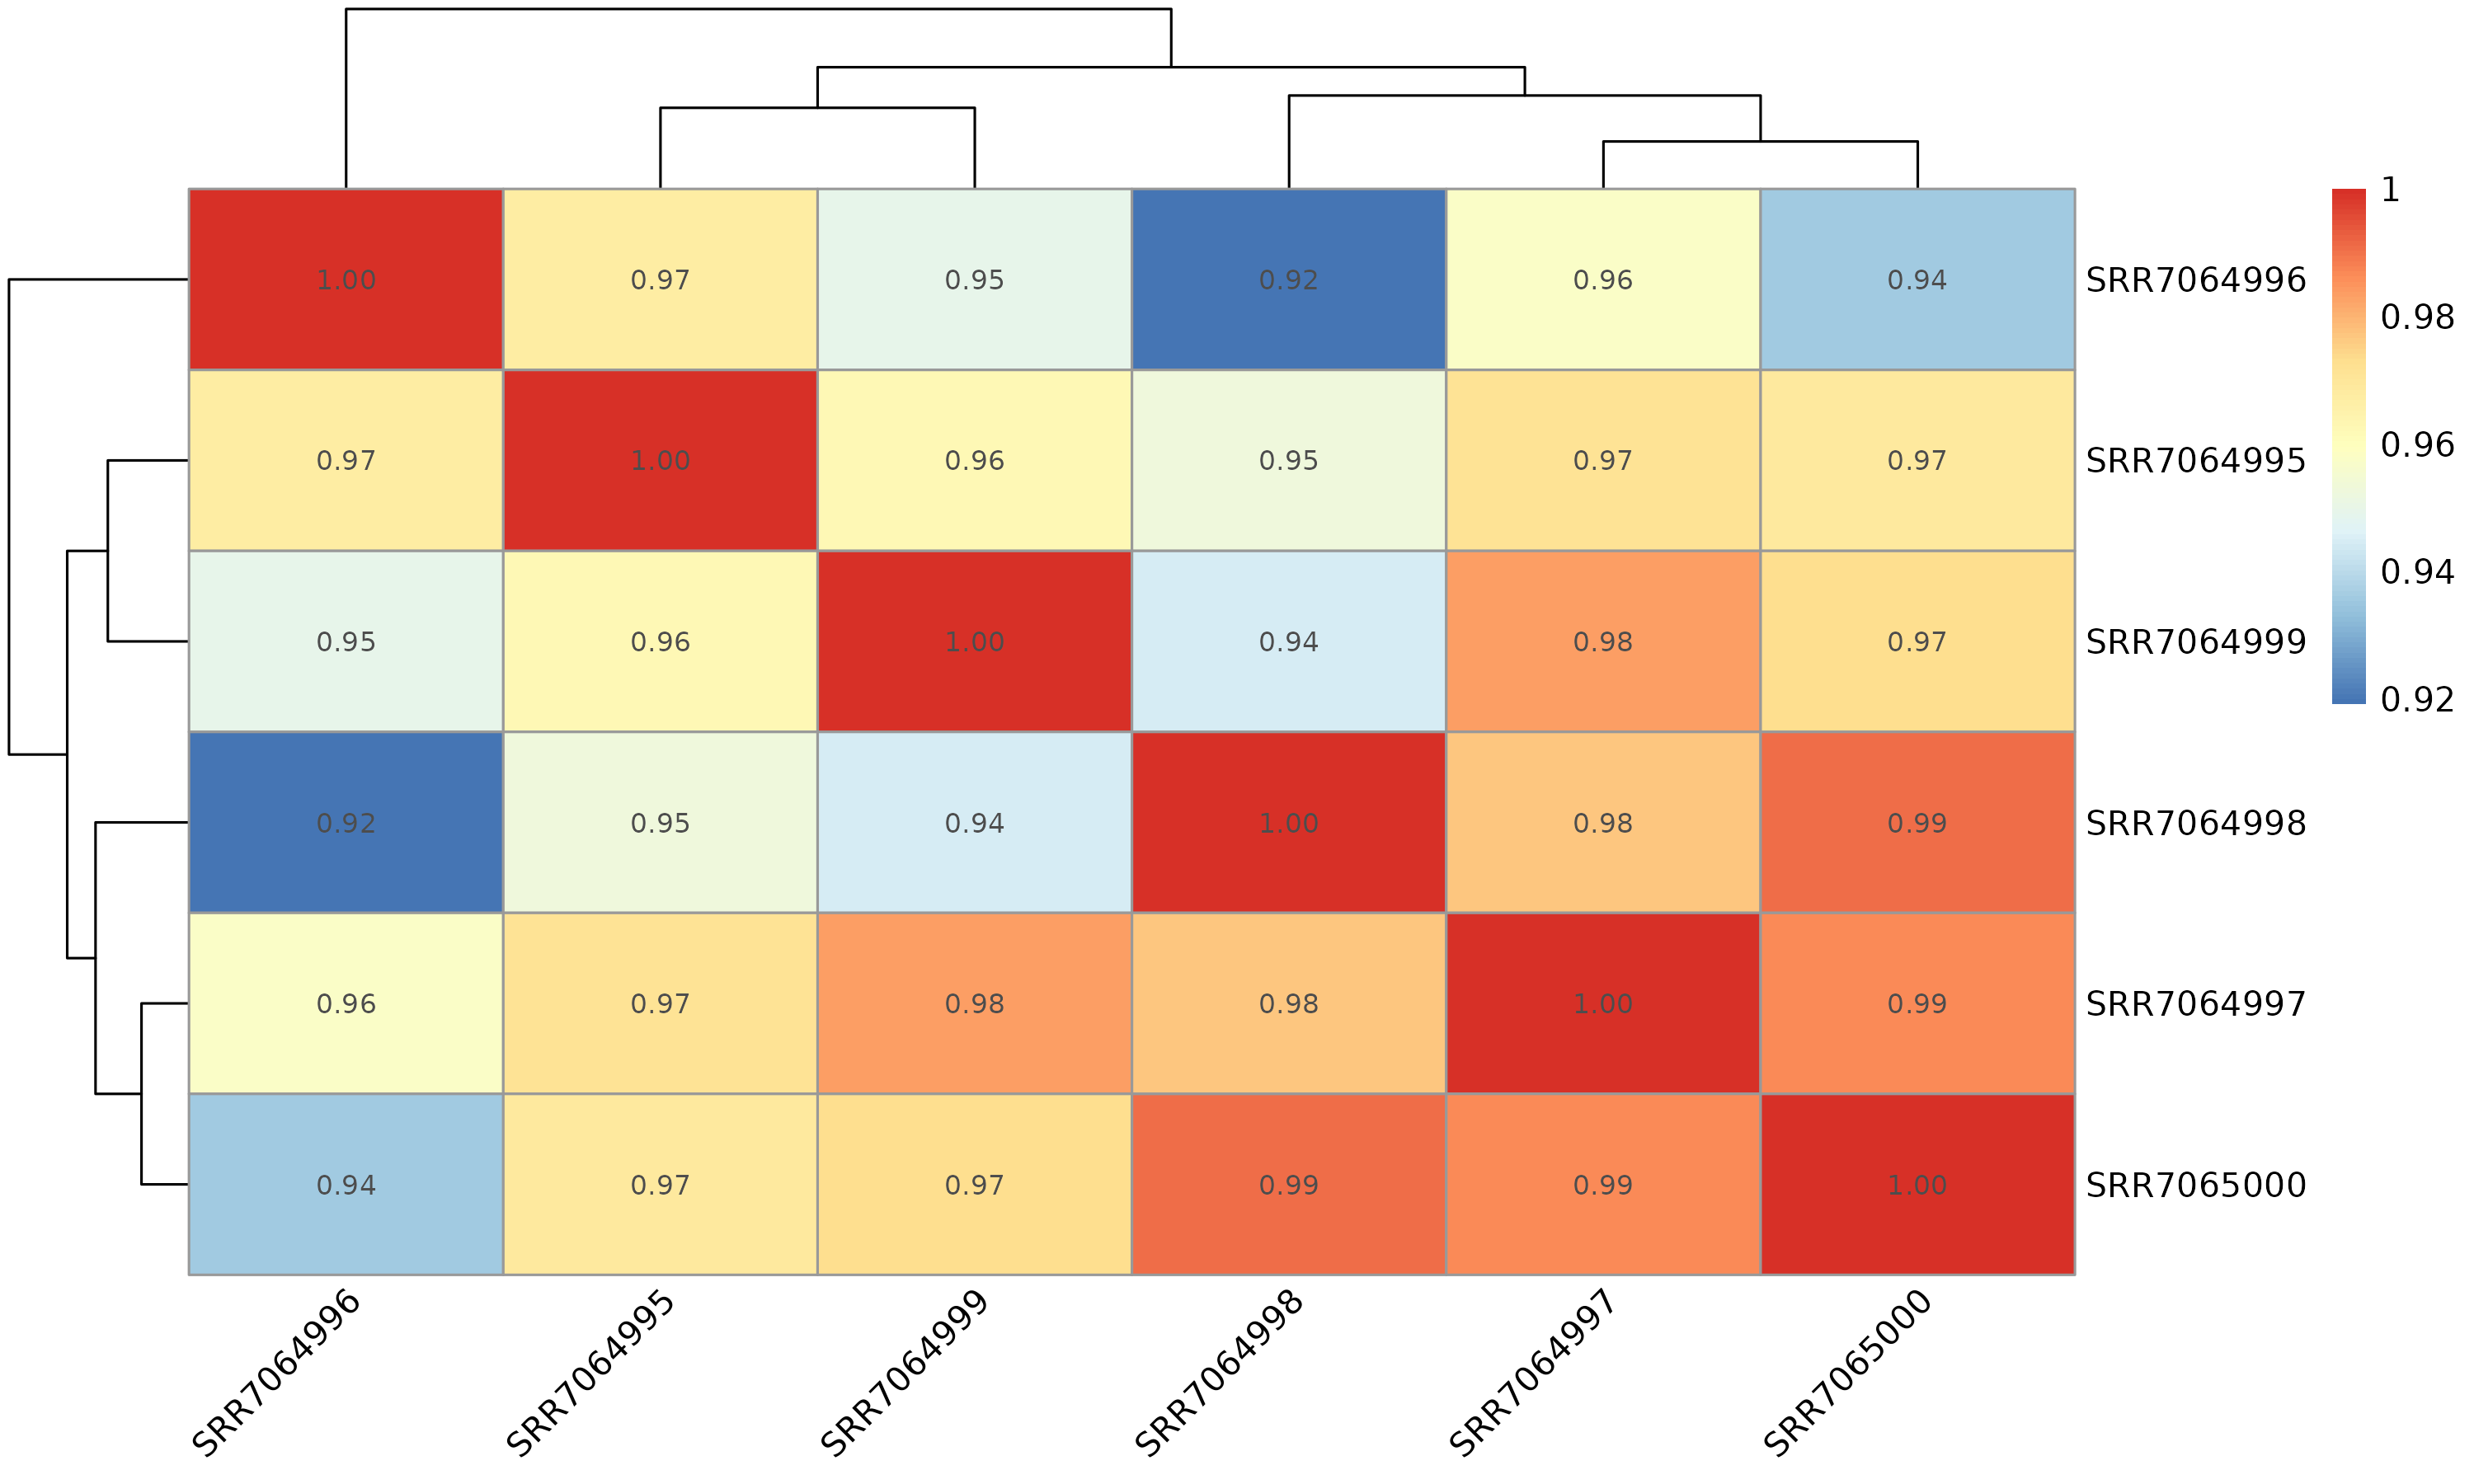 1.00 0.97 0.95 0.92 0.96 0.94 SRR7064996
0.97 1.00 0.96 0.95 0.97 0.97 SRR7064995
0.95 0.96 1.00 0.94 0.98 0.97 SRR7064999
0.92 0.95 0.94 1.00 0.98 0.99 SRR7064998
0.96 0.97 0.98 0.98 1.00 0.99 SRR7064997
0.94 0.97 0.97 0.99 0.99 1.00 SRR7065000
SRR7064996
SRR7064995
SRR7064999
SRR7064998
SRR7064997
SRR7065000
1
0.98
0.96
0.94
0.92